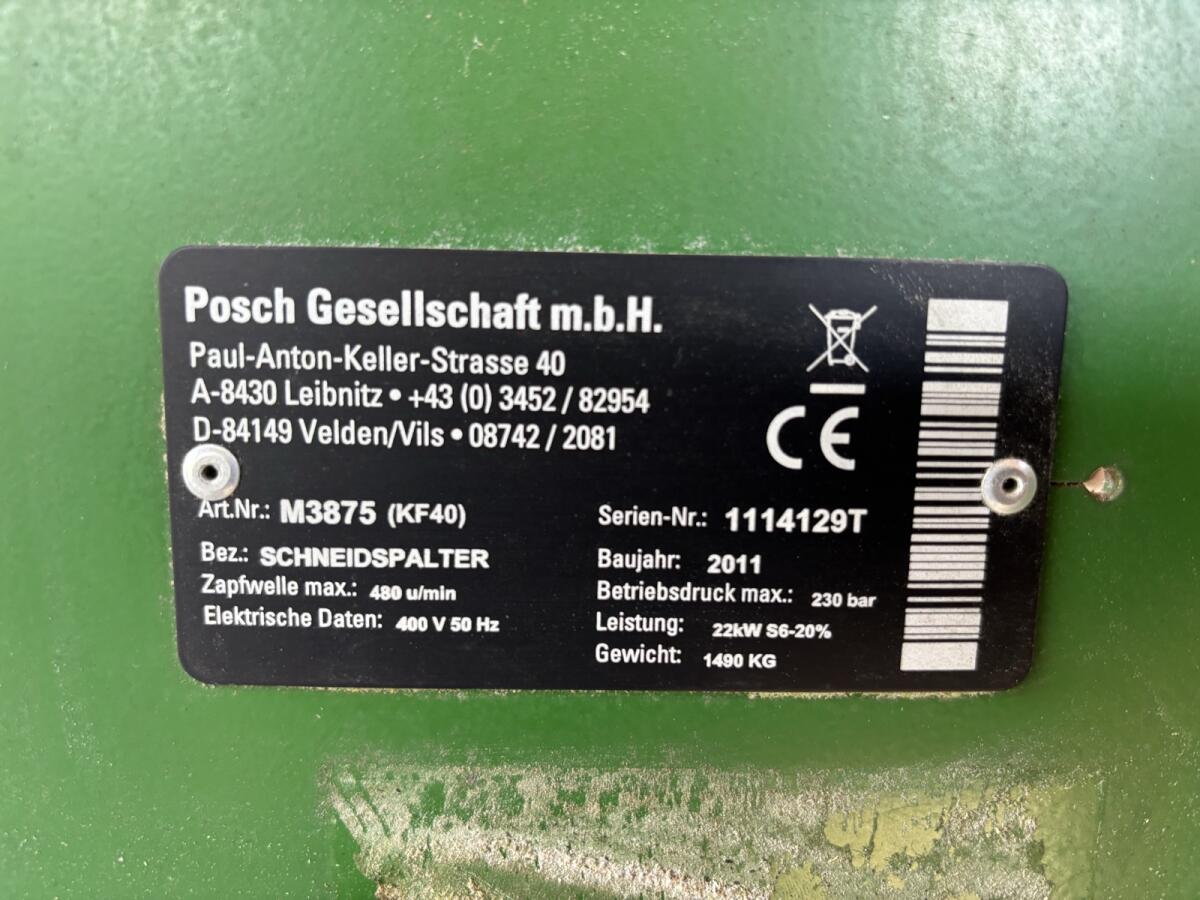 Posch Gesellschaft m.b.H.
Paul-Anton-Keller-Strasse 40
A-8430 Leibnitz • +43 (0) 3452 / 82954
D-84149 Velden/Vils • 08742 / 2081
CE
Art.Nr.: M3875 (KF40)
Serien-Nr.: 1114129T
Bez.: SCHNEIDSPALTER
Baujahr: 2011
Zapfwelle max.: 480 u/min
Betriebsdruck max.: 230 bar
Elektrische Daten: 400 V 50 Hz
Leistung: 22kW S6-20%
Gewicht: 1490 KG